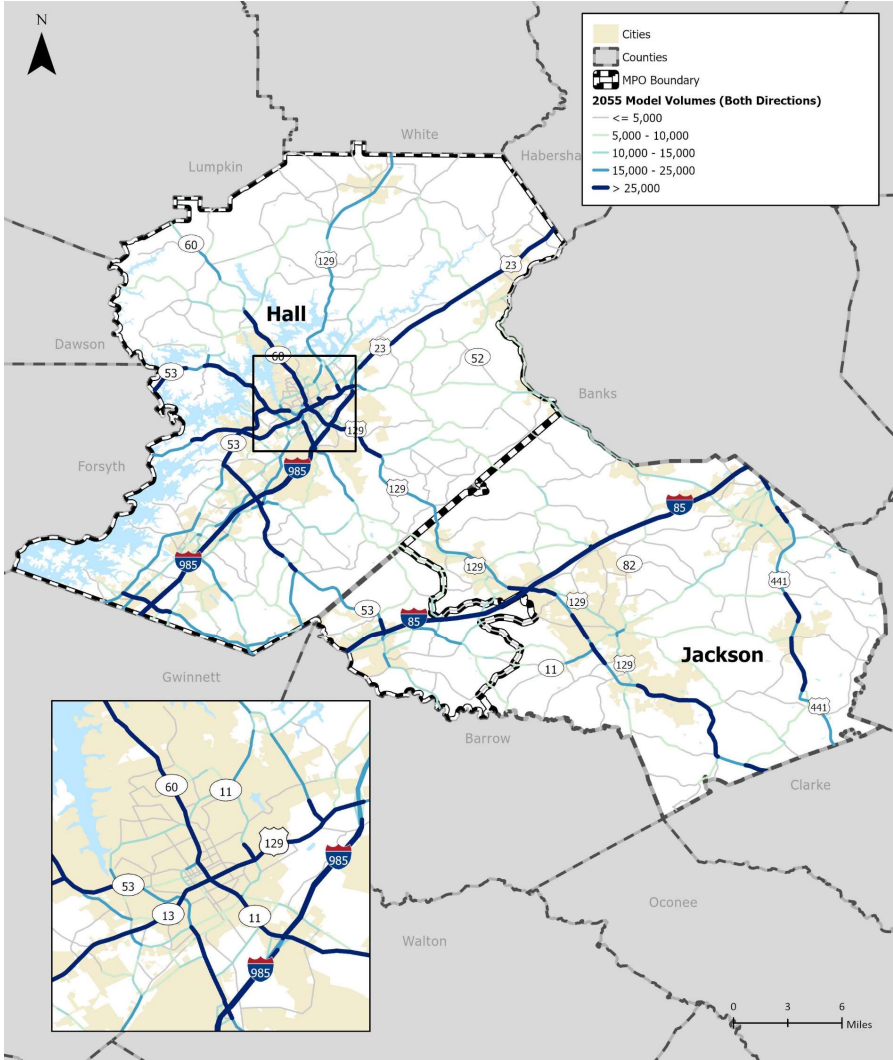 N
Cities
Counties
MPO Boundary
2055 Model Volumes (Both Directions)
<= 5,000
5,000 - 10,000
10,000 - 15,000
15,000 - 25,000
> 25,000
White
Habersha
Lumpkin
60
129
23
Hall
Dawson
60
23
52
53
Banks
129
53
Forsyth
985
129
85
985
129
82
441
53
129
85
Jackson
129
11
Gwinnett
441
Barrow
Clarke
60
11
129
985
53
13
11
985
Oconee
Walton
0 3 6
Miles